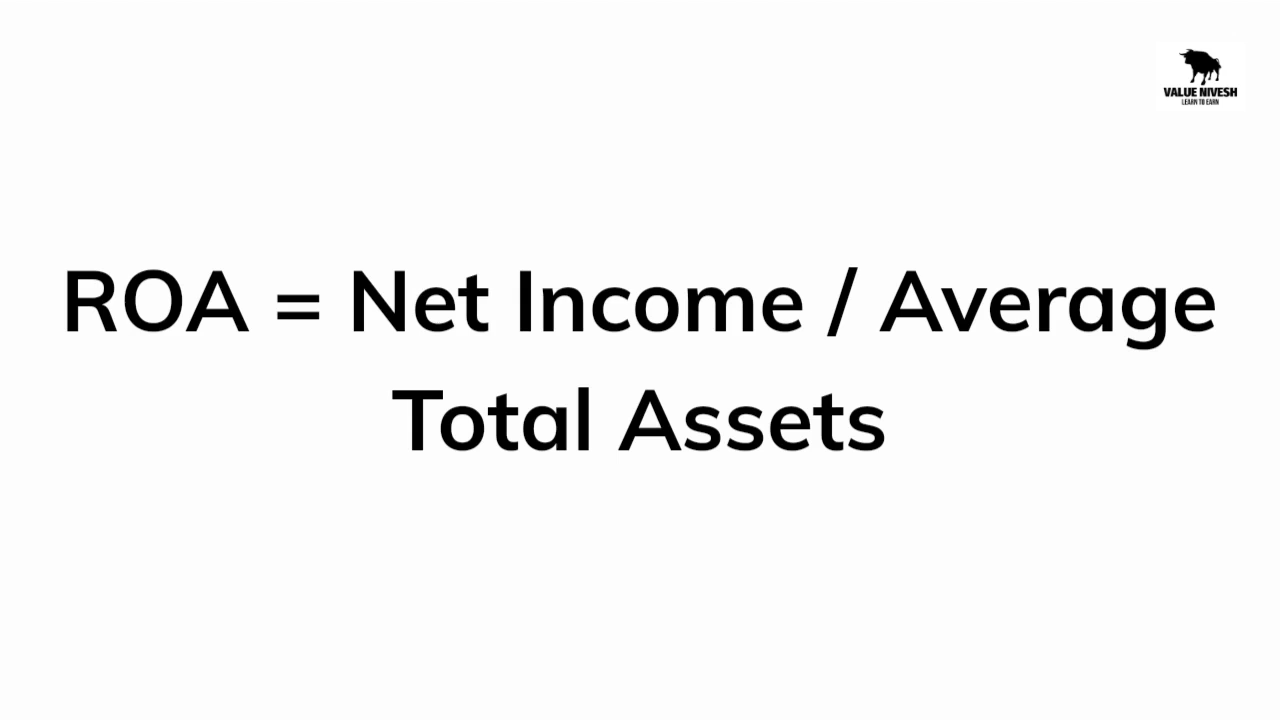 VALUE NIVESH
LEARN TO EARN
ROA = Net Income / Average
Total Assets